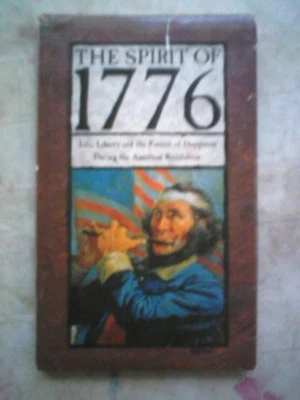 THE SPIRIT OF
1776
Life, Liberty and the Pursuit of Happiness
During the American Revolution